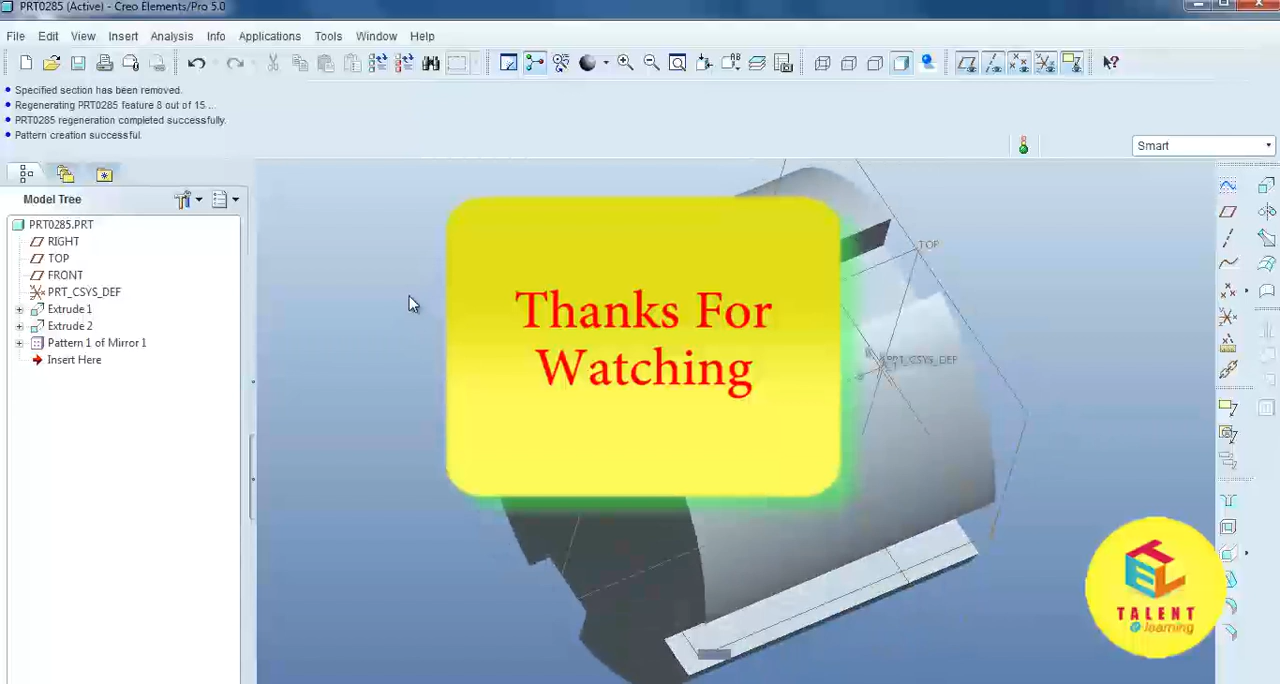 PRT0285 (Active) - Creo Elements/Pro 5.0
File Edit View Insert Analysis Info Applications Tools Window Help
Specified section has been removed.
Regenerating PRT0285 feature 8 out of 15 ...
PRT0285 regeneration completed successfully.
Pattern creation successful.
Smart
Model Tree
PRT0285.PRT
RIGHT
TOP
FRONT
PRT_CSYS_DEF
Extrude 1
Extrude 2
Pattern 1 of Mirror 1
Insert Here
TOP
PRT_CSYS_DEF
Thanks For
Watching
TEL
TALENT
e learning